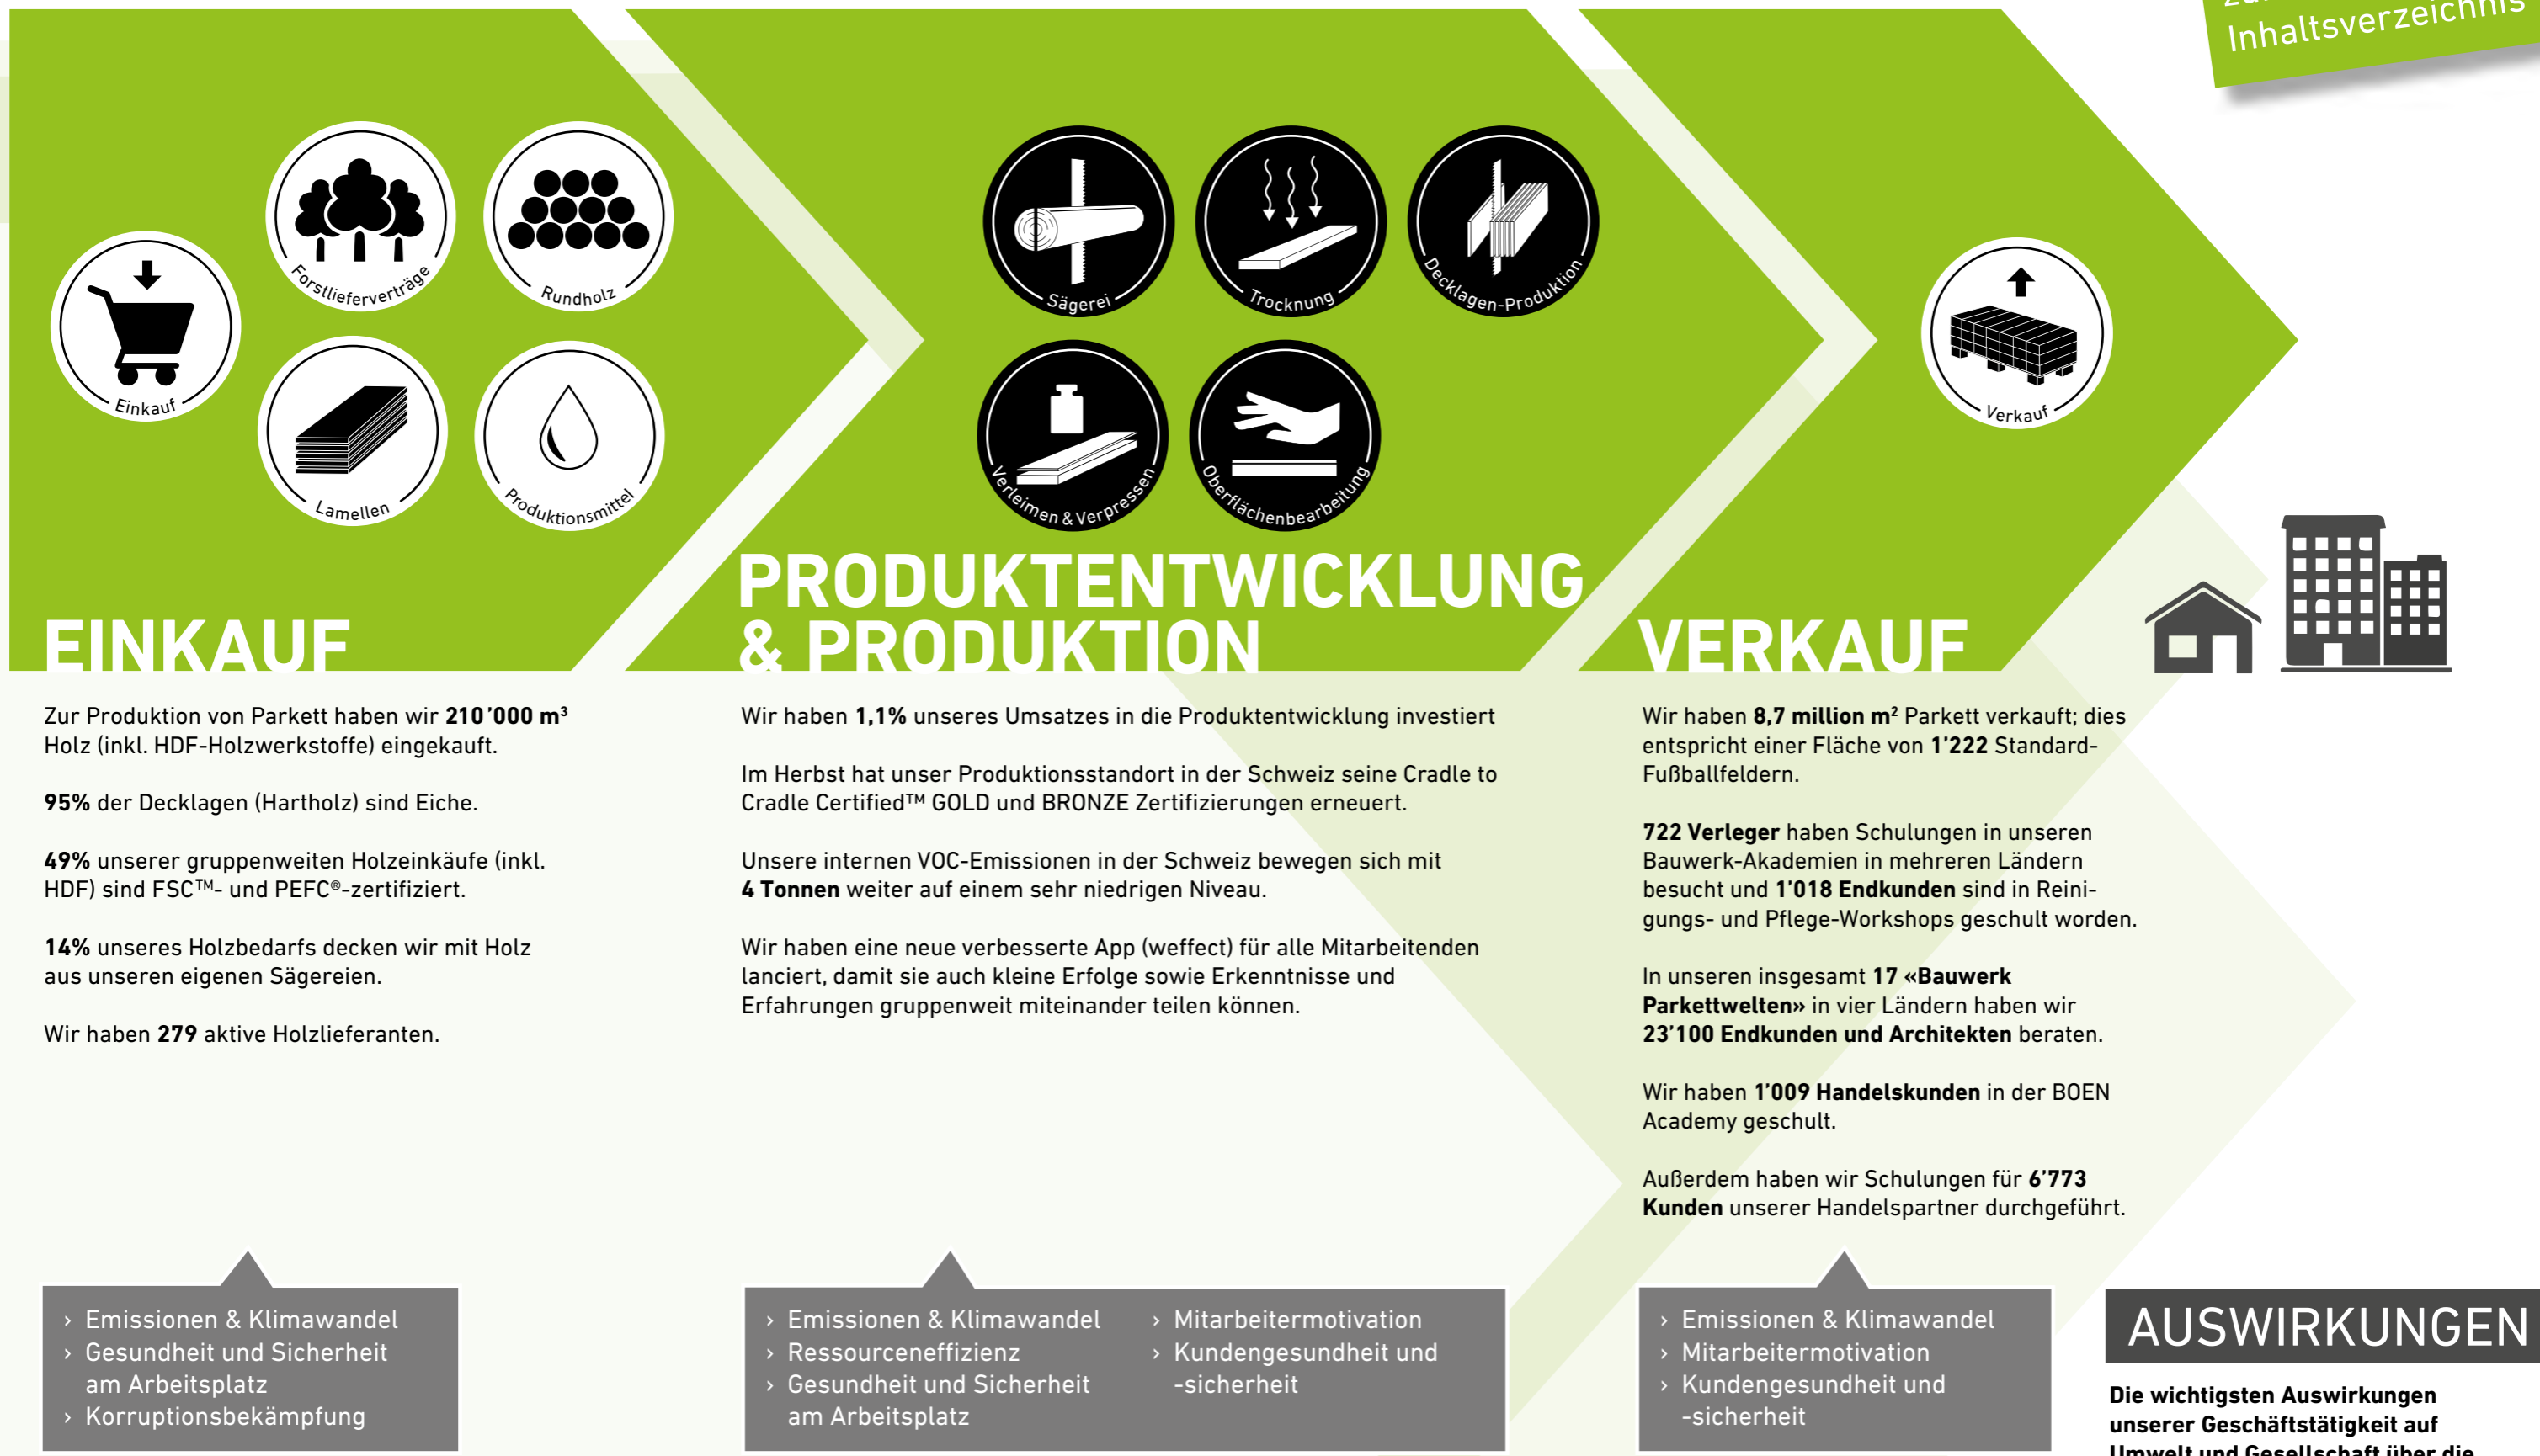 Inhaltsverzeichnis
Einkauf
Forstlieferverträge
Rundholz
Lamellen
Produktionsmittel
Sägerei
Trocknung
Decklagen-Produktion
Verleimen & Verpressen
Oberflächenbearbeitung
Verkauf
EINKAUF
Zur Produktion von Parkett haben wir 210'000 m³
Holz (inkl. HDF-Holzwerkstoffe) eingekauft.
95% der Decklagen (Hartholz) sind Eiche.
49% unserer gruppenweiten Holzeinkäufe (inkl.
HDF) sind FSC™- und PEFC®-zertifiziert.
14% unseres Holzbedarfs decken wir mit Holz
aus unseren eigenen Sägereien.
Wir haben 279 aktive Holzlieferanten.
› Emissionen & Klimawandel
› Gesundheit und Sicherheit
am Arbeitsplatz
› Korruptionsbekämpfung
PRODUKTENTWICKLUNG
& PRODUKTION
Wir haben 1,1% unseres Umsatzes in die Produktentwicklung investiert
Im Herbst hat unser Produktionsstandort in der Schweiz seine Cradle to
Cradle Certified™ GOLD und BRONZE Zertifizierungen erneuert.
Unsere internen VOC-Emissionen in der Schweiz bewegen sich mit
4 Tonnen weiter auf einem sehr niedrigen Niveau.
Wir haben eine neue verbesserte App (weffect) für alle Mitarbeitenden
lanciert, damit sie auch kleine Erfolge sowie Erkenntnisse und
Erfahrungen gruppenweit miteinander teilen können.
› Emissionen & Klimawandel
› Ressourceneffizienz
› Gesundheit und Sicherheit
am Arbeitsplatz
› Mitarbeitermotivation
› Kundengesundheit und
-sicherheit
VERKAUF
Wir haben 8,7 million m² Parkett verkauft; dies
entspricht einer Fläche von 1'222 Standard-
Fußballfeldern.
722 Verleger haben Schulungen in unseren
Bauwerk-Akademien in mehreren Ländern
besucht und 1'018 Endkunden sind in Reini-
gungs- und Pflege-Workshops geschult worden.
In unseren insgesamt 17 «Bauwerk
Parkettwelten» in vier Ländern haben wir
23'100 Endkunden und Architekten beraten.
Wir haben 1'009 Handelskunden in der BOEN
Academy geschult.
Außerdem haben wir Schulungen für 6'773
Kunden unserer Handelspartner durchgeführt.
› Emissionen & Klimawandel
› Mitarbeitermotivation
› Kundengesundheit und
-sicherheit
AUSWIRKUNGEN
Die wichtigsten Auswirkungen
unserer Geschäftstätigkeit auf
Umwelt und Gesellschaft über die